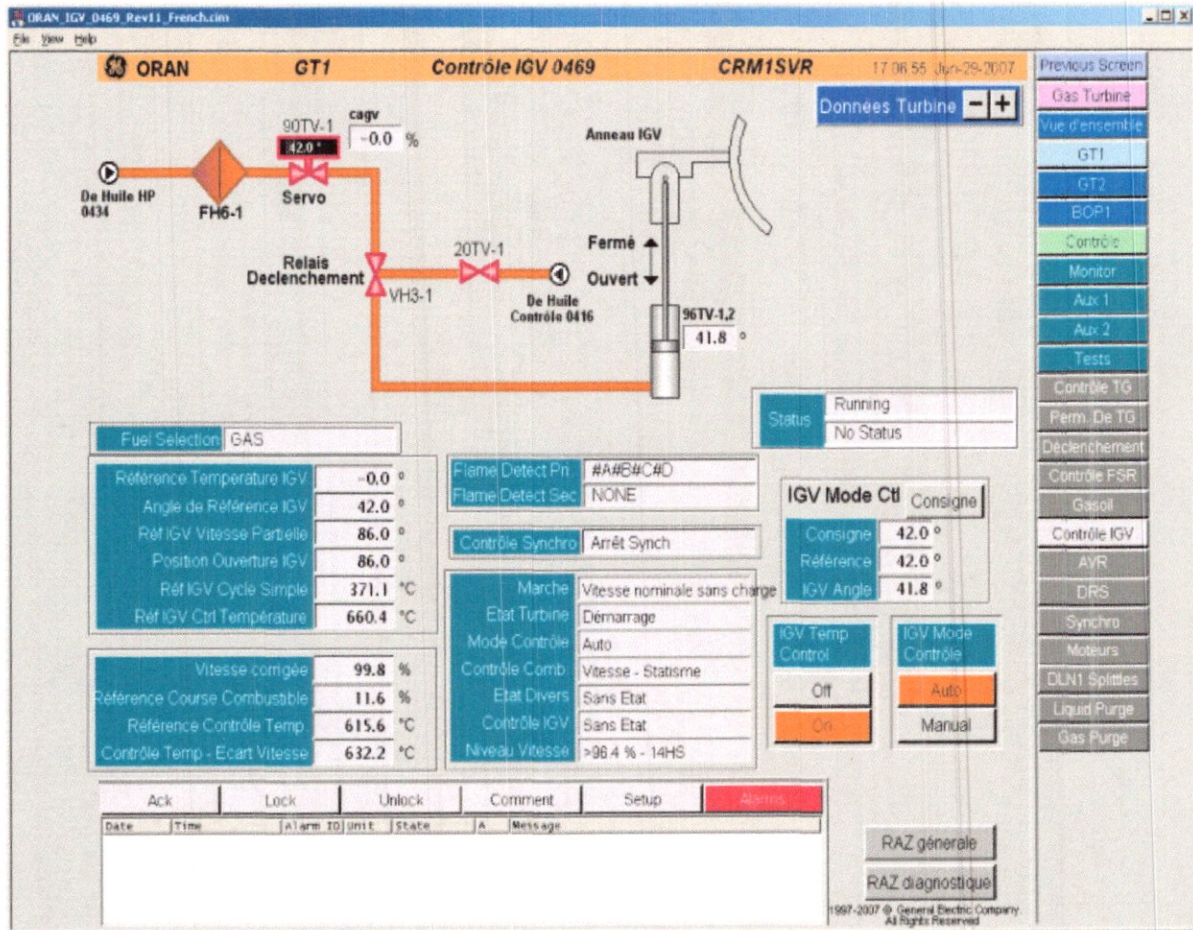 ORAN_IGV_0469_Rev11_French.cim
File View Help
ORAN GT1 Contrôle IGV 0469 CRM1SVR 17:06:55 Jun-29-2007
Données Turbine - +
90TV-1
42.0 °
cagv
-0.0 %
De Huile HP
0434
FH6-1
Servo
Anneau IGV
Fermé
Ouvert
Relais
Declenchement
VH3-1
20TV-1
De Huile
Contrôle 0416
96TV-1,2
41.8 °
Status Running
No Status
Fuel Selection GAS
Référence Température IGV -0.0 °
Angle de Référence IGV 42.0 °
Réf IGV Vitesse Partielle 86.0 °
Position Ouverture IGV 86.0 °
Réf IGV Cycle Simple 371.1 °C
Réf IGV Ctrl Température 660.4 °C
Vitesse corrigée 99.8 %
Référence Course Combustible 11.6 %
Référence Contrôle Temp. 615.6 °C
Contrôle Temp - Ecart Vitesse 632.2 °C
Flame Detect Pri #A#B#C#D
Flame Detect Sec NONE
Contrôle Synchro Arrêt Synch
Marche Vitesse nominale sans charge
Etat Turbine Démarrage
Mode Contrôle Auto
Contrôle Comb. Vitesse - Statisme
Etat Divers Sans Etat
Contrôle IGV Sans Etat
Niveau Vitesse >98.4 % - 14HS
IGV Mode Ctl Consigne
Consigne 42.0 °
Référence 42.0 °
IGV Angle 41.8 °
IGV Temp
Control
Off
On
IGV Mode
Contrôle
Auto
Manual
Ack Lock Unlock Comment Setup Alarms
Date Time Alarm ID Unit State A Message
RAZ génerale
RAZ diagnostique
1997-2007 © General Electric Company
All Rights Reserved
Previous Screen
Gas Turbine
Vue d'ensemble
GT1
GT2
BOP1
Contrôle
Monitor
Aux 1
Aux 2
Tests
Contrôle TG
Perm. De TG
Déclenchement
Contrôle FSR
Gasoil
Contrôle IGV
AVR
DRS
Synchro
Moteurs
DLN1 Splittles
Liquid Purge
Gas Purge